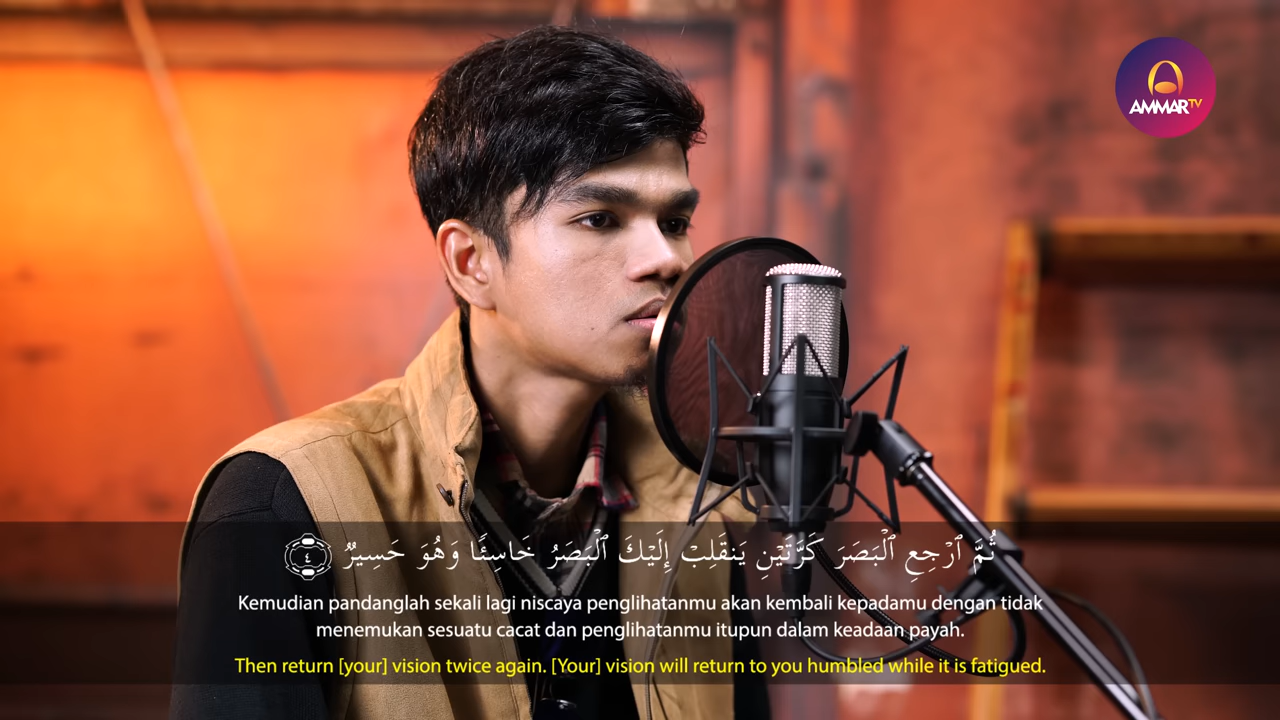 AMMARTV
ثُمَّ ٱرْجِعِ ٱلْبَصَرَ كَرَّتَيْنِ يَنقَلِبْ إِلَيْكَ ٱلْبَصَرُ خَاسِئًا وَهُوَ حَسِيرٌ ٤
Kemudian pandanglah sekali lagi niscaya penglihatanmu akan kembali kepadamu dengan tidak
menemukan sesuatu cacat dan penglihatanmu itupun dalam keadaan payah.
Then return [your] vision twice again. [Your] vision will return to you humbled while it is fatigued.